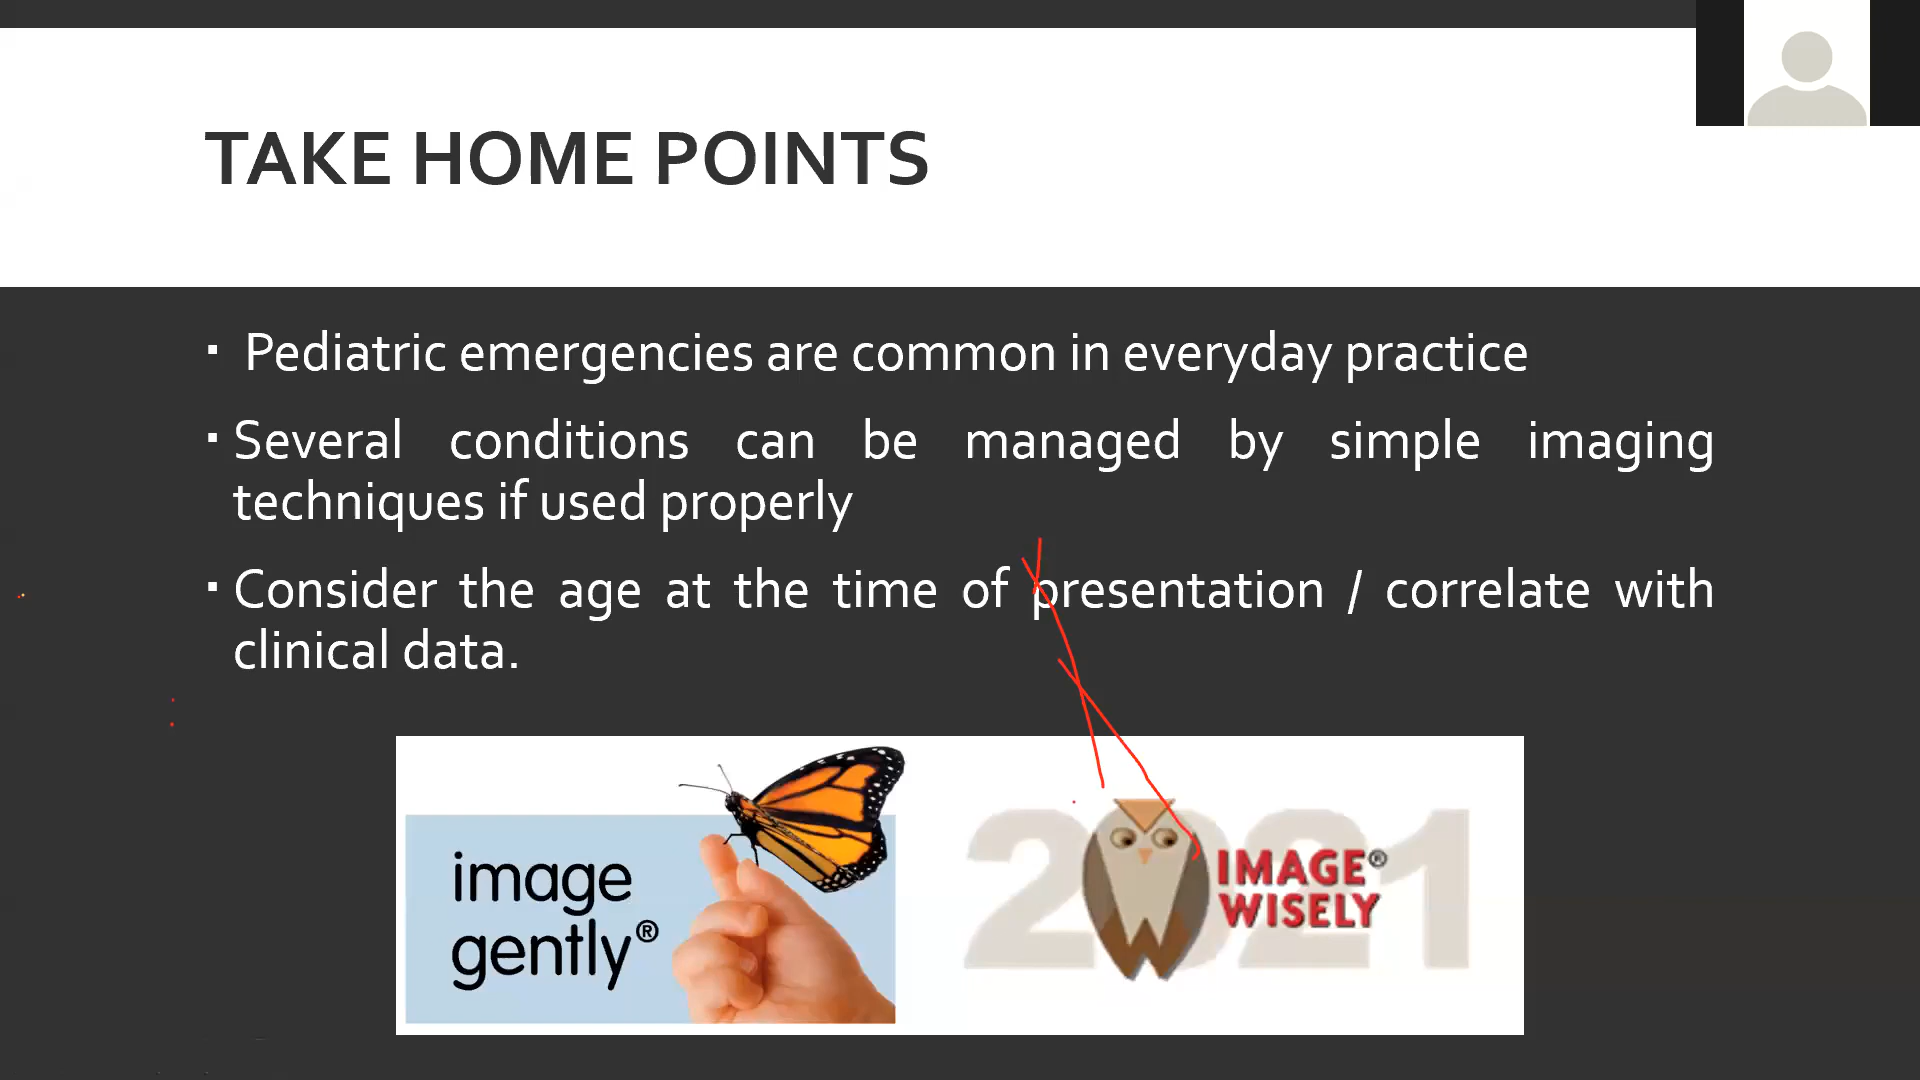 TAKE HOME POINTS
▪ Pediatric emergencies are common in everyday practice
▪ Several conditions can be managed by simple imaging
techniques if used properly
▪ Consider the age at the time of presentation / correlate with
clinical data.
image
gently®
2021
IMAGE®
WISELY